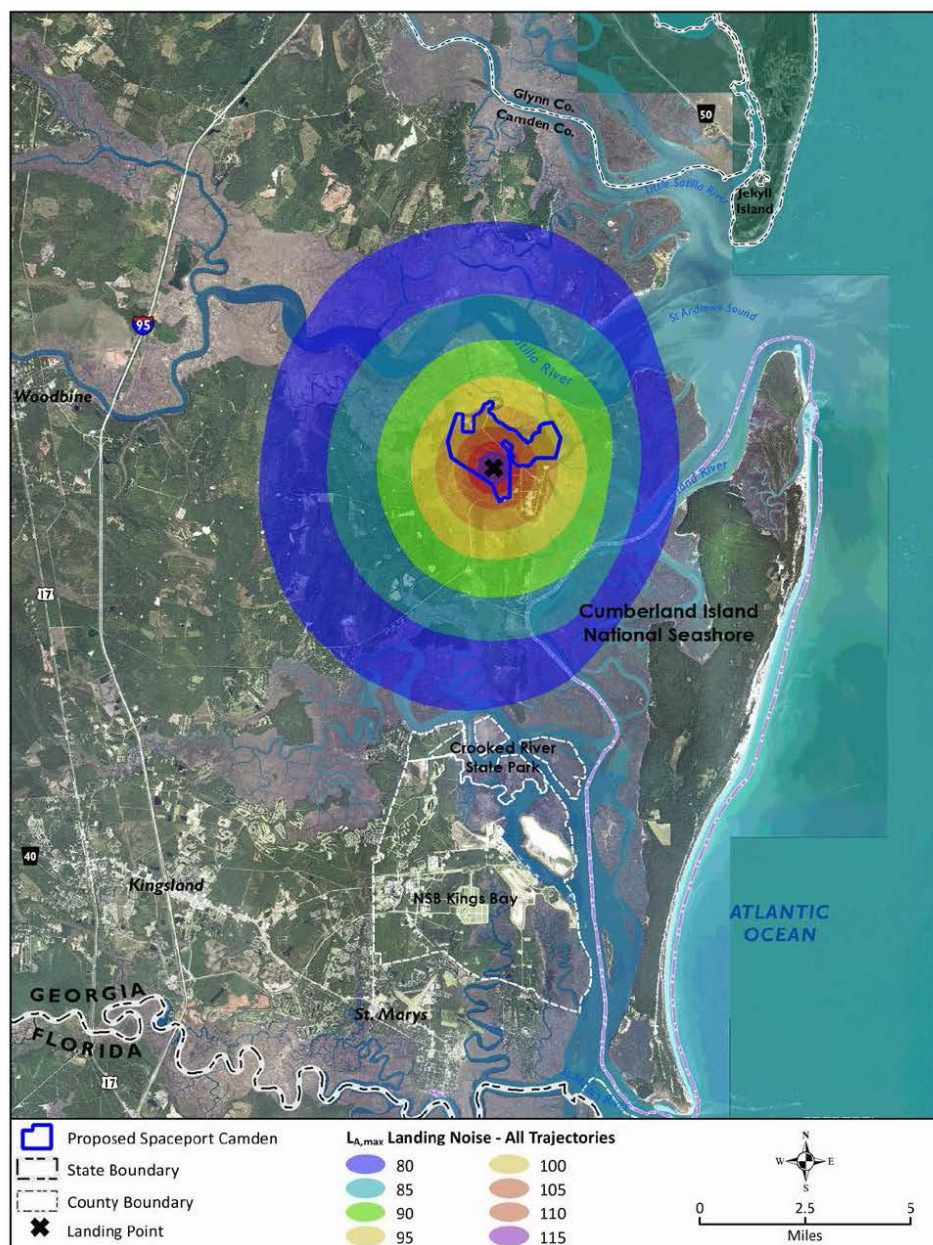 Glynn Co.
Camden Co.
50
Little Satilla River
Jekyll
Island
95
St Andrews Sound
Satilla River
Woodbine
Island River
17
Cumberland Island
National Seashore
Crooked River
State Park
40
Kingsland
NSB Kings Bay
ATLANTIC
OCEAN
GEORGIA
St. Marys
FLORIDA
17
Proposed Spaceport Camden
State Boundary
County Boundary
Landing Point
LA,max Landing Noise - All Trajectories
80
85
90
95
100
105
110
115
N
W E
S
0 2.5 5
Miles